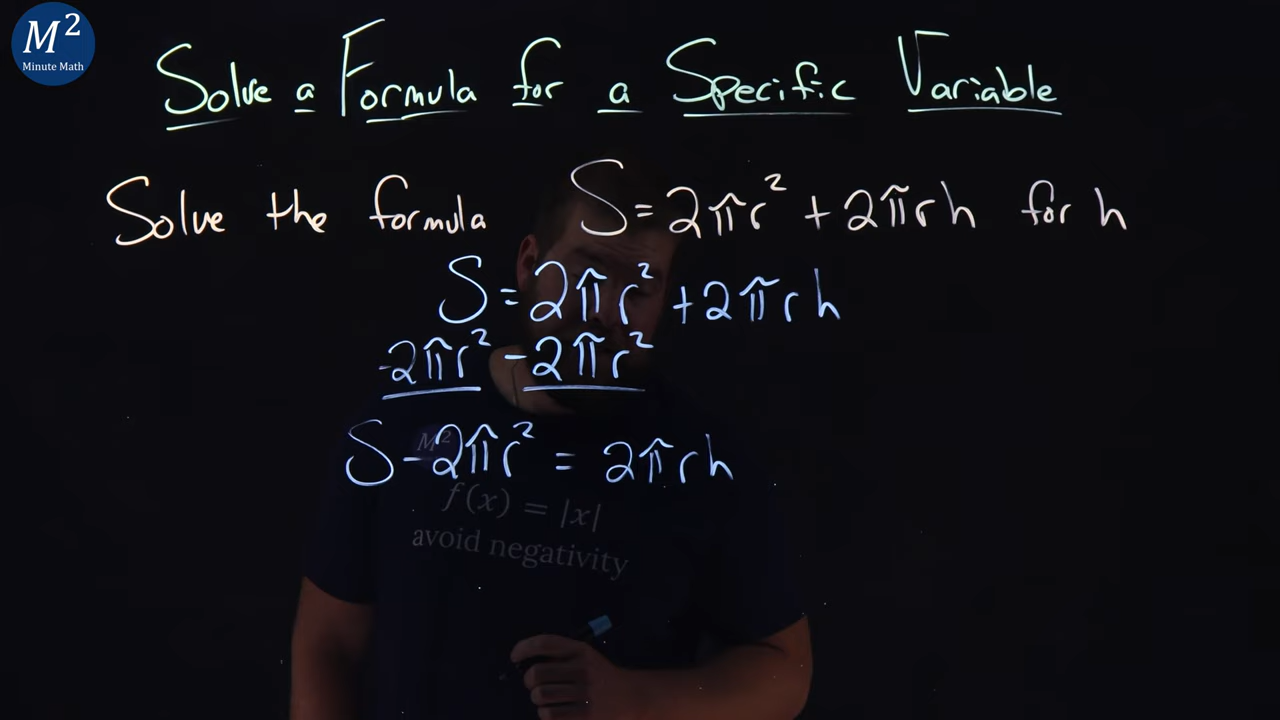 M²
Minute Math
Solve a Formula for a Specific Variable
Solve the formula S=2πr² + 2πrh for h
S=2πr² +2πrh
-2πr² -2πr²
S-2πr² = 2πrh
M²
f(x) = |x|
avoid negativity